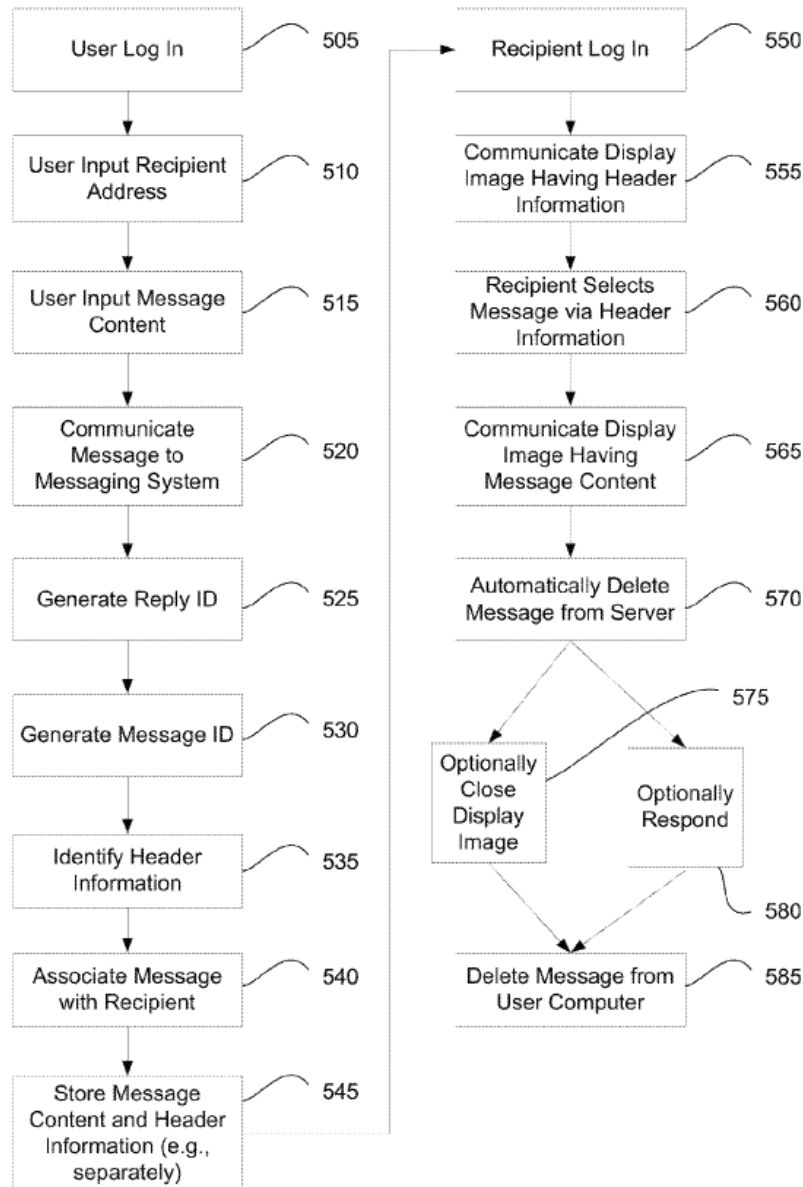 User Log In
505
User Input Recipient
Address
510
User Input Message
Content
515
Communicate
Message to
Messaging System
520
Generate Reply ID
525
Generate Message ID
530
Identify Header
Information
535
Associate Message
with Recipient
540
Store Message
Content and Header
Information (e.g.,
separately)
545
Recipient Log In
550
Communicate Display
Image Having Header
Information
555
Recipient Selects
Message via Header
Information
560
Communicate Display
Image Having
Message Content
565
Automatically Delete
Message from Server
570
575
Optionally
Close
Display
Image
Optionally
Respond
580
Delete Message from
User Computer
585